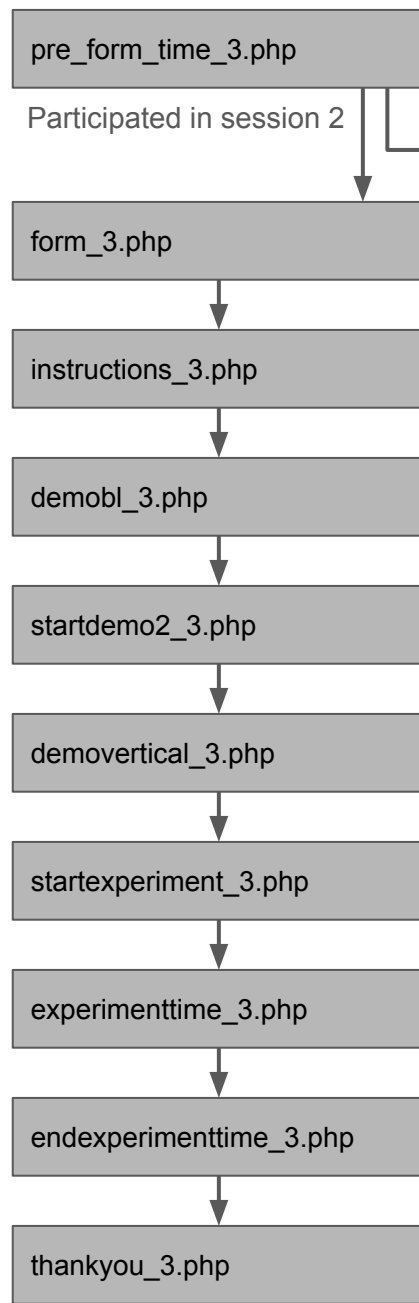 pre_form_time_3.php
Participated in session 2
form_3.php
instructions_3.php
demobl_3.php
startdemo2_3.php
demovertical_3.php
startexperiment_3.php
experimenttime_3.php
endexperimenttime_3.php
thankyou_3.php